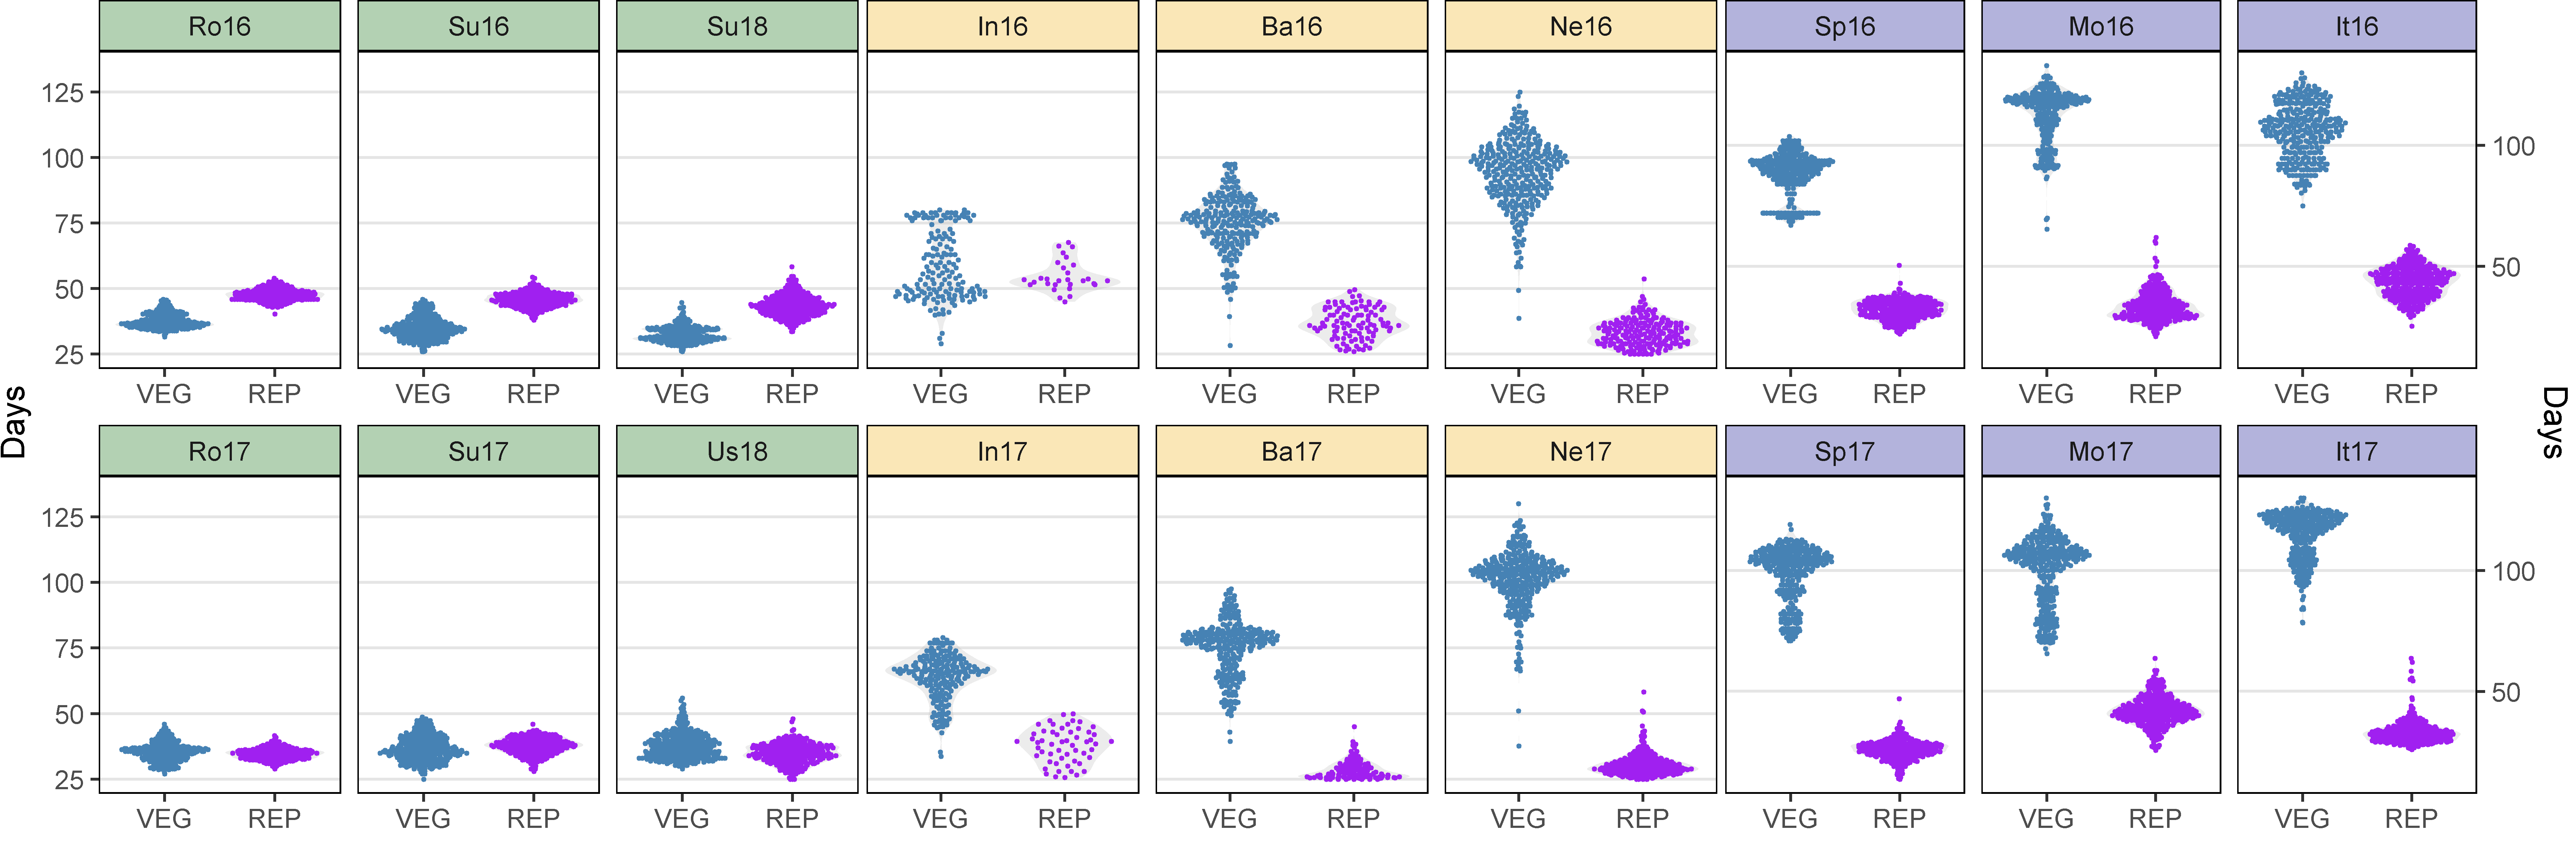 Ro16 Su16 Su18 In16 Ba16 Ne16 Sp16 Mo16 It16
125
100 100
75
50 50
25
VEG REP VEG REP VEG REP VEG REP VEG REP VEG REP VEG REP VEG REP VEG REP
Days Days
Ro17 Su17 Us18 In17 Ba17 Ne17 Sp17 Mo17 It17
125
100 100
75
50 50
25
VEG REP VEG REP VEG REP VEG REP VEG REP VEG REP VEG REP VEG REP VEG REP